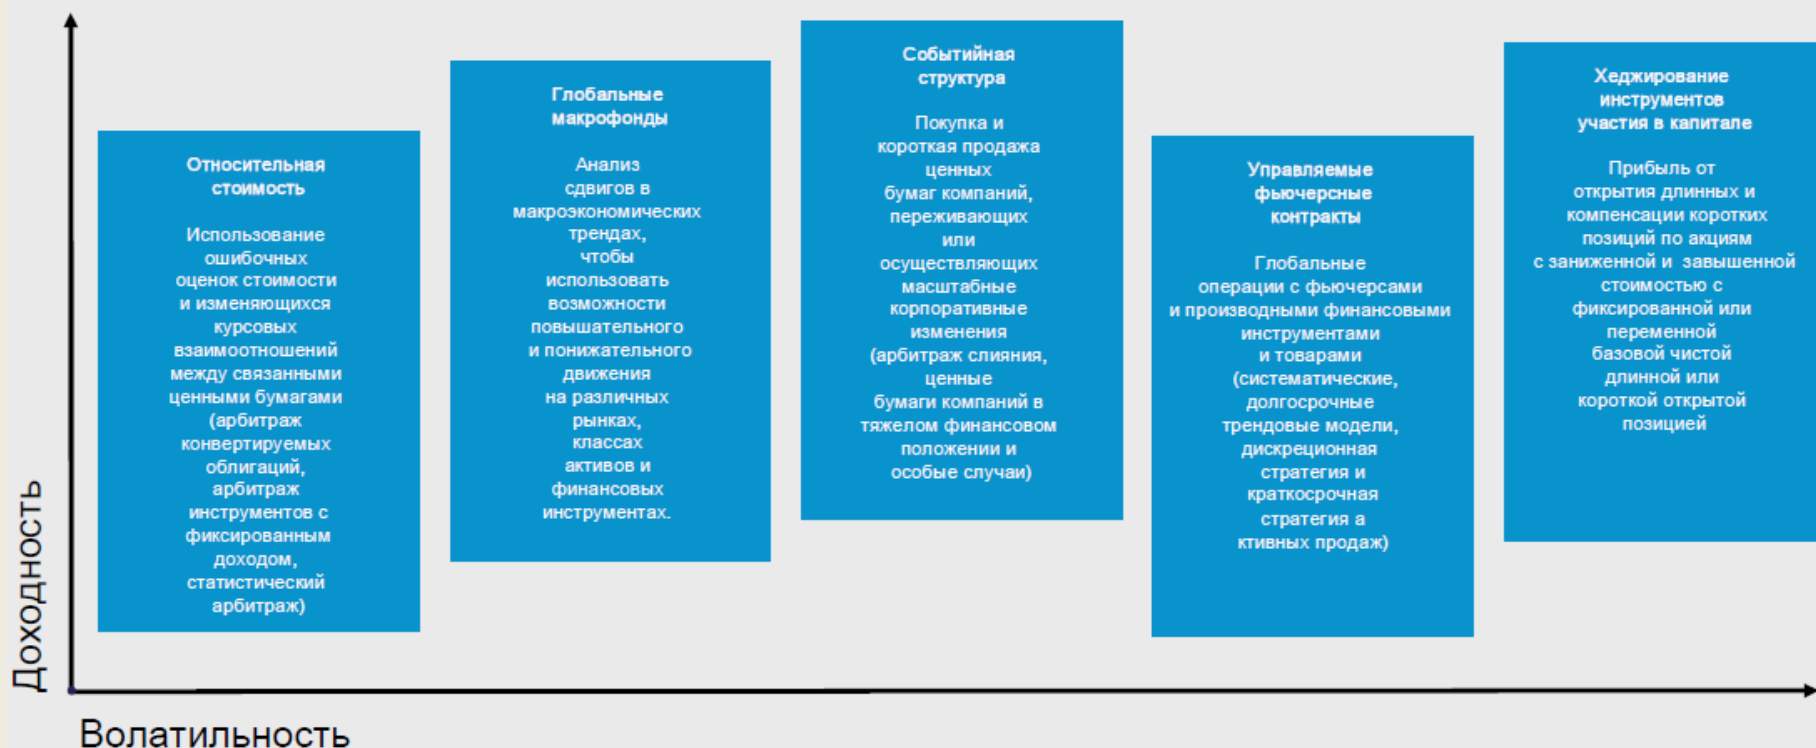 Относительная
стоимость
Использование
ошибочных
оценок стоимости
и изменяющихся
курсовых
взаимоотношений
между связанными
ценными бумагами
(арбитраж
конвертируемых
облигаций,
арбитраж
инструментов с
фиксированным
доходом,
статистический
арбитраж)
Глобальные
макрофонды
Анализ
сдвигов в
макроэкономических
трендах,
чтобы
использовать
возможности
повышательного
и понижательного
движения
на различных
рынках,
классах
активов и
финансовых
инструментах.
Событийная
структура
Покупка и
короткая продажа
ценных
бумаг компаний,
переживающих
или
осуществляющих
масштабные
корпоративные
изменения
(арбитраж слияния,
ценные
бумаги компаний в
тяжелом финансовом
положении и
особые случаи)
Управляемые
фьючерсные
контракты
Глобальные
операции с фьючерсами
и производными финансовыми
инструментами
и товарами
(систематические,
долгосрочные
трендовые модели,
дискреционная
стратегия и
краткосрочная
стратегия а
ктивных продаж)
Хеджирование
инструментов
участия в капитале
Прибыль от
открытия длинных и
компенсации коротких
позиций по акциям
с заниженной и завышенной
стоимостью с
фиксированной или
переменной
базовой чистой
длинной или
короткой открытой
позицией
Доходность
Волатильность